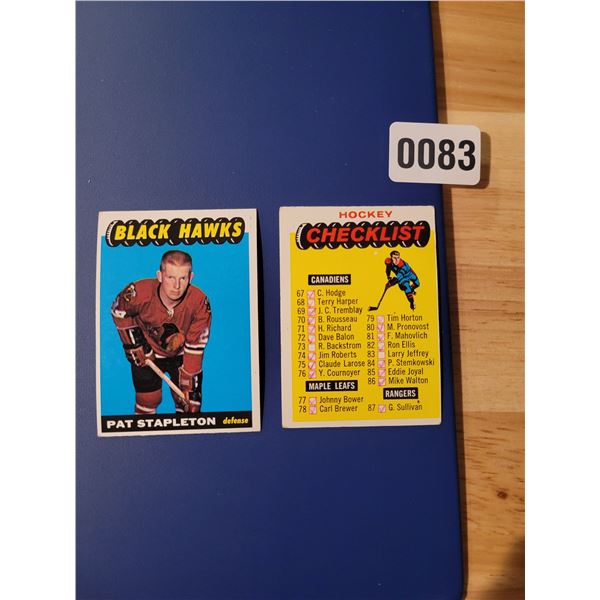 0083
BLACK HAWKS
PAT STAPLETON defense
HOCKEY
CHECKLIST
CANADIENS
67 C. Hodge
68 Terry Harper
69 J. C. Tremblay
70 B. Rousseau
71 H. Richard
72 Dave Balon
73 R. Backstrom
74 Jim Roberts
75 Claude Larose
76 Y. Cournoyer
MAPLE LEAFS
77 Johnny Bower
78 Carl Brewer
79 Tim Horton
80 M. Pronovost
81 F. Mahovlich
82 Ron Ellis
83 Larry Jeffrey
84 P. Stemkowski
85 Eddie Joyal
86 Mike Walton
RANGERS
87 G. Sullivan